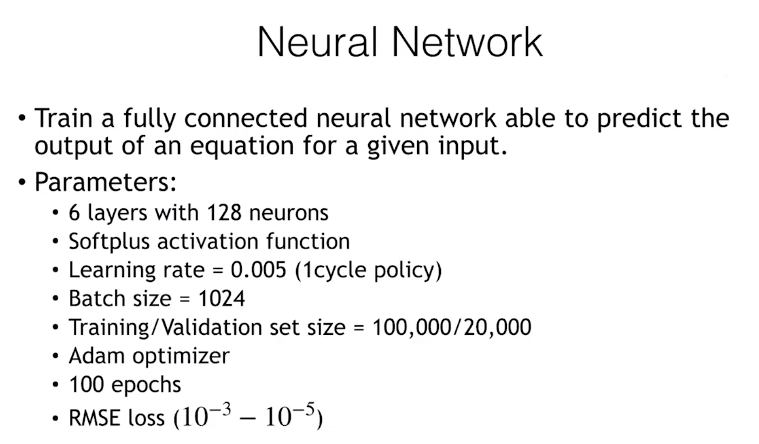 Neural Network
• Train a fully connected neural network able to predict the
output of an equation for a given input.
• Parameters:
• 6 layers with 128 neurons
• Softplus activation function
• Learning rate = 0.005 (1cycle policy)
• Batch size = 1024
• Training/Validation set size = 100,000/20,000
• Adam optimizer
• 100 epochs
• RMSE loss (10⁻³ − 10⁻⁵)